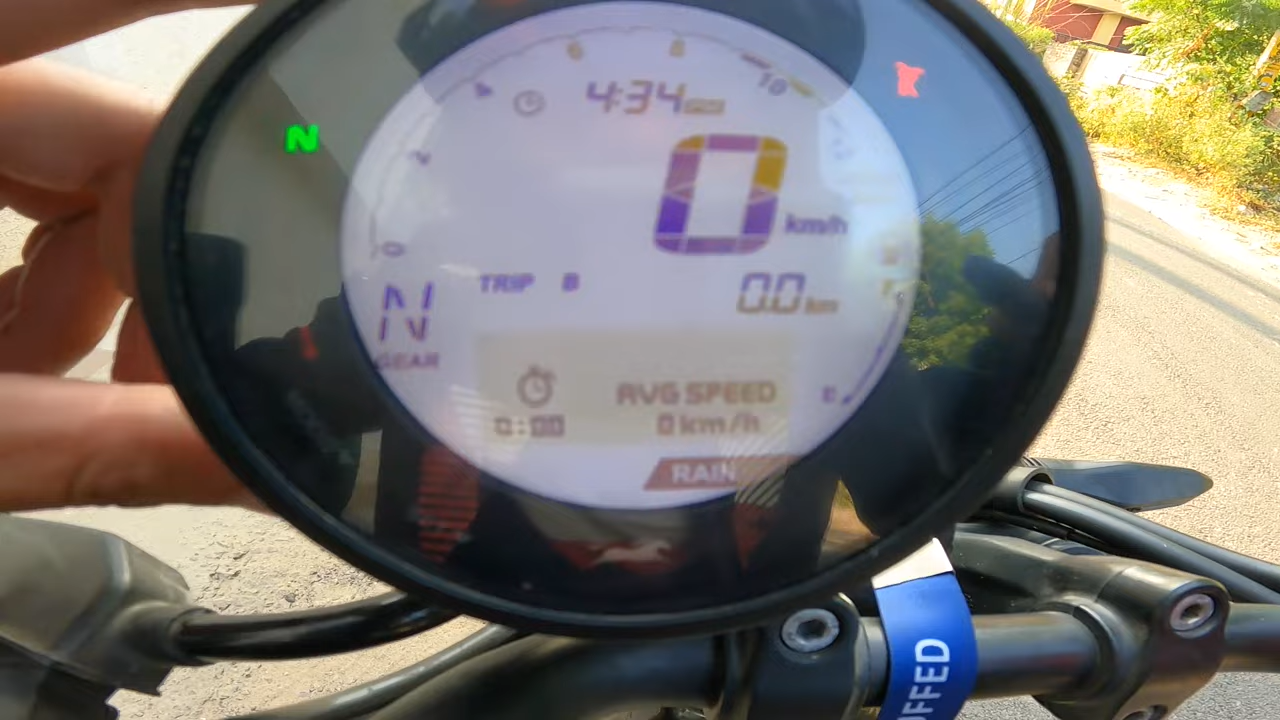 6 8 10
4
4:34
N
2
0 km/h
0
TRIP B 0.0 km
N
GEAR
AVG SPEED
0:00 0 km/h
RAIN
UFFED